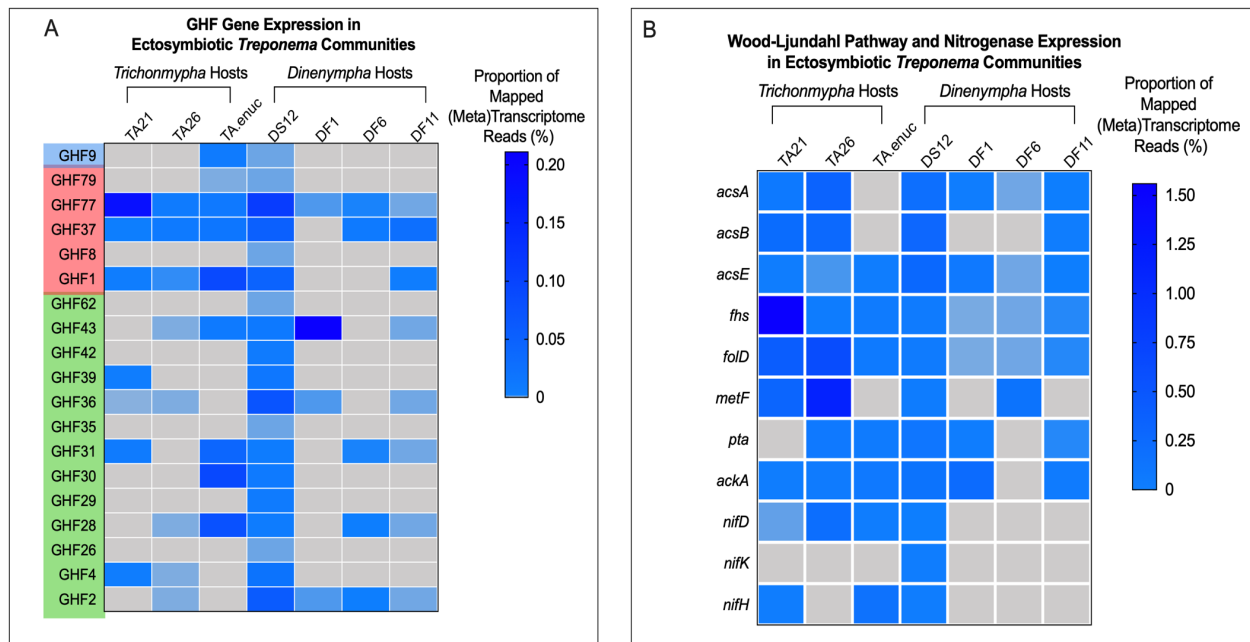 A
GHF Gene Expression in
Ectosymbiotic Treponema Communities
Trichonmypha Hosts
Dinenympha Hosts
TA21
TA26
TA.enuc
DS12
DF1
DF6
DF11
GHF9
GHF79
GHF77
GHF37
GHF8
GHF1
GHF62
GHF43
GHF42
GHF39
GHF36
GHF35
GHF31
GHF30
GHF29
GHF28
GHF26
GHF4
GHF2
Proportion of
Mapped
(Meta)Transcriptome
Reads (%)
0.20
0.15
0.10
0.05
0
B
Wood-Ljundahl Pathway and Nitrogenase Expression
in Ectosymbiotic Treponema Communities
Trichonmypha Hosts
Dinenympha Hosts
TA21
TA26
TA.enuc
DS12
DF1
DF6
DF11
acsA
acsB
acsE
fhs
folD
metF
pta
ackA
nifD
nifK
nifH
Proportion of
Mapped
(Meta)Transcriptome
Reads (%)
1.50
1.25
1.00
0.75
0.50
0.25
0